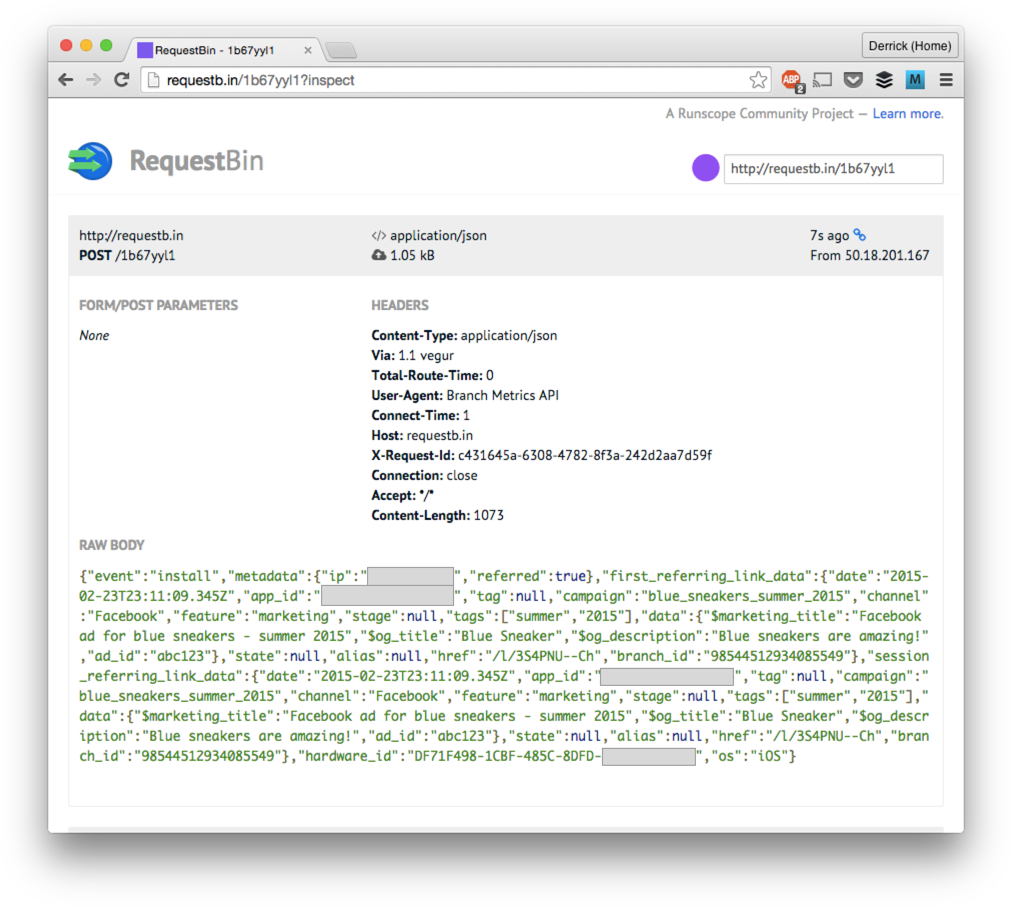 RequestBin - 1b67yyl1
Derrick (Home)
requestb.in/1b67yyl1?inspect
ABP
2
M
A Runscope Community Project — Learn more.
RequestBin
http://requestb.in/1b67yyl1
http://requestb.in
POST /1b67yyl1
</> application/json
1.05 kB
7s ago
From 50.18.201.167
FORM/POST PARAMETERS
None
HEADERS
Content-Type: application/json
Via: 1.1 vegur
Total-Route-Time: 0
User-Agent: Branch Metrics API
Connect-Time: 1
Host: requestb.in
X-Request-Id: c431645a-6308-4782-8f3a-242d2aa7d59f
Connection: close
Accept: */*
Content-Length: 1073
RAW BODY
{"event":"install","metadata":{"ip":" ","referred":true},"first_referring_link_data":{"date":"2015-
02-23T23:11:09.345Z","app_id":" ","tag":null,"campaign":"blue_sneakers_summer_2015","channel"
:"Facebook","feature":"marketing","stage":null,"tags":["summer","2015"],"data":{"$marketing_title":"Facebook
ad for blue sneakers - summer 2015","$og_title":"Blue Sneaker","$og_description":"Blue sneakers are amazing!"
,"ad_id":"abc123"},"state":null,"alias":null,"href":"/l/3S4PNU--Ch","branch_id":"98544512934085549"},"session
_referring_link_data":{"date":"2015-02-23T23:11:09.345Z","app_id":" ","tag":null,"campaign":"
blue_sneakers_summer_2015","channel":"Facebook","feature":"marketing","stage":null,"tags":["summer","2015"],"
data":{"$marketing_title":"Facebook ad for blue sneakers - summer 2015","$og_title":"Blue Sneaker","$og_descr
iption":"Blue sneakers are amazing!","ad_id":"abc123"},"state":null,"alias":null,"href":"/l/3S4PNU--Ch","bran
ch_id":"98544512934085549"},"hardware_id":"DF71F498-1CBF-485C-8DFD- ","os":"iOS"}